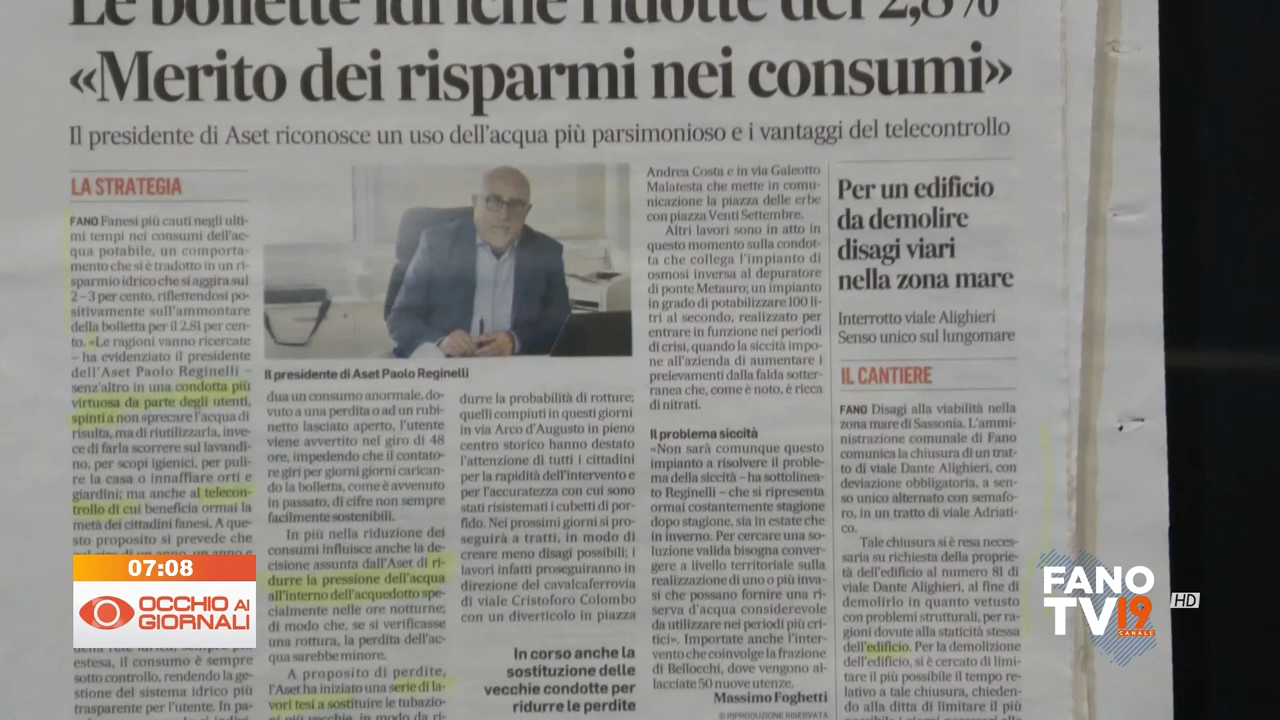 Le bollette idriche ridotte del 2,8%
«Merito dei risparmi nei consumi»
Il presidente di Aset riconosce un uso dell'acqua più parsimonioso e i vantaggi del telecontrollo
LA STRATEGIA
FANO Fanesi più cauti negli ulti-
mi tempi nei consumi dell'ac-
qua potabile, un comporta-
mento che si è tradotto in un ri-
sparmio idrico che si aggira sul
2-3 per cento, riflettendosi po-
sitivamente sull'ammontare
della bolletta per il 2,81 per cen-
to. «Le ragioni vanno ricercate
- ha evidenziato il presidente
dell'Aset Paolo Reginelli -
senz'altro in una condotta più
virtuosa da parte degli utenti,
spinti a non sprecare l'acqua di
risulta, ma di riutilizzarla, inve-
ce di farla scorrere sul lavandi-
no, per scopi igienici, per puli-
re la casa o innaffiare orti e
giardini; ma anche al telecon-
trollo di cui beneficia ormai la
metà dei cittadini fanesi. A que-
sto proposito si prevede che
estesa, il consumo è sempre
sotto controllo, rendendo la ge-
stione del sistema idrico più
trasparente per l'utente. In pa-
Il presidente di Aset Paolo Reginelli
dua un consumo anormale, do-
vuto a una perdita o ad un rubi-
netto lasciato aperto, l'utente
viene avvertito nel giro di 48
ore, impedendo che il contato-
re giri per giorni giorni carican-
do la bolletta, come è avvenuto
in passato, di cifre non sempre
facilmente sostenibili.
In più nella riduzione dei
consumi influisce anche la de-
cisione assunta dall'Aset di ri-
durre la pressione dell'acqua
all'interno dell'acquedotto spe-
cialmente nelle ore notturne;
di modo che, se si verificasse
una rottura, la perdita dell'ac-
qua sarebbe minore.
A proposito di perdite,
l'Aset ha iniziato una serie di la-
vori tesi a sostituire le tubazio-
ni più vecchie, in modo da ri-
durre la probabilità di rotture;
quelli compiuti in questi giorni
in via Arco d'Augusto in pieno
centro storico hanno destato
l'attenzione di tutti i cittadini
per la rapidità dell'intervento e
per l'accuratezza con cui sono
stati risistemati i cubetti di por-
fido. Nei prossimi giorni si pro-
seguirà a tratti, in modo di
creare meno disagi possibili; i
lavori infatti proseguiranno in
direzione del cavalcaferrovia
di viale Cristoforo Colombo
con un diverticolo in piazza
In corso anche la
sostituzione delle
vecchie condotte per
ridurre le perdite
Andrea Costa e in via Galeotto
Malatesta che mette in comu-
nicazione la piazza delle erbe
con piazza Venti Settembre.
Altri lavori sono in atto in
questo momento sulla condot-
ta che collega l'impianto di
osmosi inversa al depuratore
di ponte Metauro; un impianto
in grado di potabilizzare 100 li-
tri al secondo, realizzato per
entrare in funzione nei periodi
di crisi, quando la siccità impo-
ne all'azienda di aumentare i
prelevamenti dalla falda sotter-
ranea che, come è noto, è ricca
di nitrati.
Il problema siccità
«Non sarà comunque questo
impianto a risolvere il proble-
ma della siccità - ha sottolinea-
to Reginelli - che si ripresenta
ormai costantemente stagione
dopo stagione, sia in estate che
in inverno. Per cercare una so-
luzione valida bisogna conver-
gere a livello territoriale sulla
realizzazione di uno o più inva-
si che possano fornire una ri-
serva d'acqua considerevole
da utilizzare nei periodi più cri-
tici». Importante anche l'inter-
vento che coinvolge la frazione
di Bellocchi, dove vengono al-
lacciate 50 nuove utenze.
Massimo Foghetti
© RIPRODUZIONE RISERVATA
Per un edificio
da demolire
disagi viari
nella zona mare
Interrotto viale Alighieri
Senso unico sul lungomare
IL CANTIERE
FANO Disagi alla viabilità nella
zona mare di Sassonia. L'ammi-
nistrazione comunale di Fano
comunica la chiusura di un trat-
to di viale Dante Alighieri, con
deviazione obbligatoria, a sen-
so unico alternato con semafo-
ro, in un tratto di viale Adriati-
co.
Tale chiusura si è resa neces-
saria su richiesta della proprie-
tà dell'edificio al numero 81 di
viale Dante Alighieri, al fine di
demolirlo in quanto vetusto
con problemi strutturali, per ra-
gioni dovute alla staticità stessa
dell'edificio. Per la demolizione
dell'edificio, si è cercato di limi-
tare il più possibile il tempo re-
lativo a tale chiusura, chieden-
do alla ditta di limitare il più
07:08
OCCHIO AI
GIORNALI
FANO
TV19
CANALE
HD